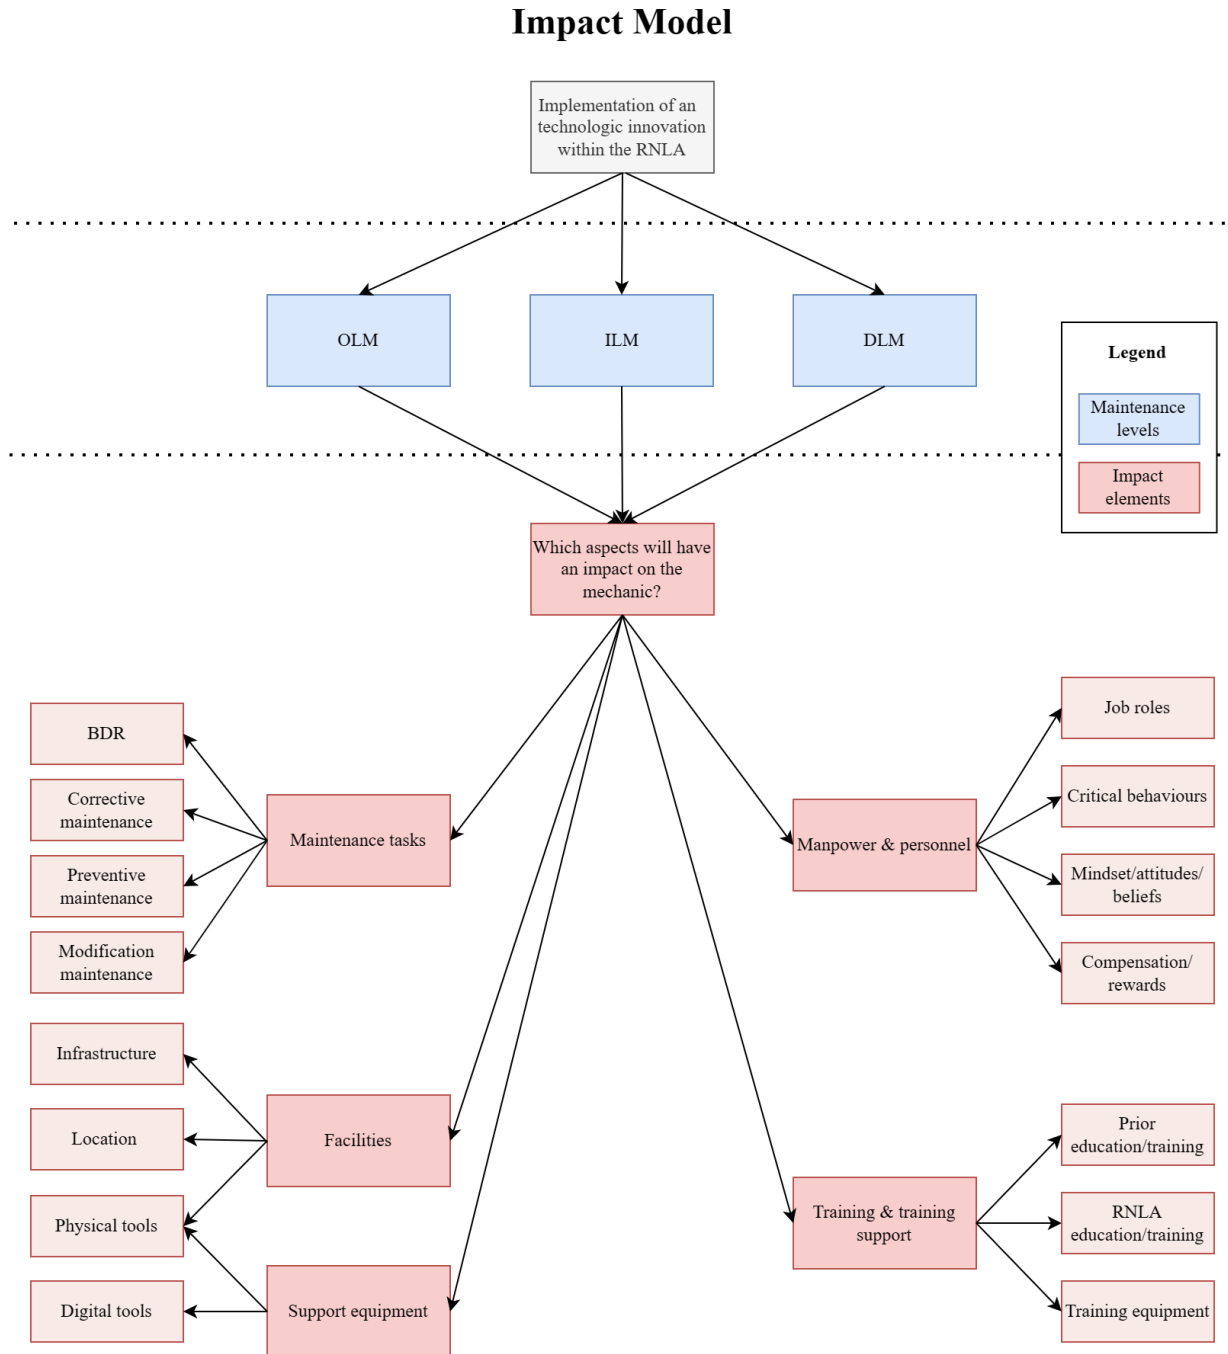 Impact Model
Implementation of an
technologic innovation
within the RNLA
OLM
ILM
DLM
Legend
Maintenance
levels
Impact
elements
Which aspects will have
an impact on the
mechanic?
BDR
Corrective
maintenance
Preventive
maintenance
Modification
maintenance
Maintenance tasks
Infrastructure
Location
Physical tools
Digital tools
Facilities
Support equipment
Manpower & personnel
Job roles
Critical behaviours
Mindset/attitudes/
beliefs
Compensation/
rewards
Training & training
support
Prior
education/training
RNLA
education/training
Training equipment